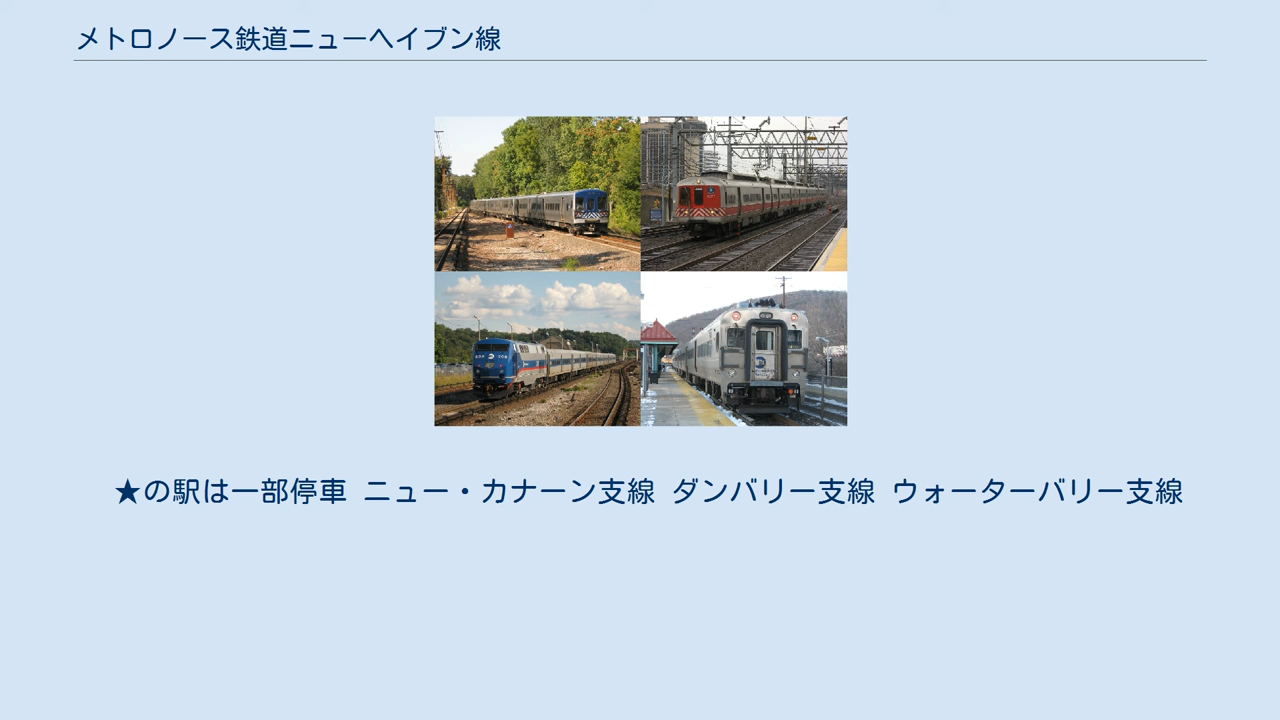 メトロノース鉄道ニューヘイブン線
★の駅は一部停車 ニュー・カナーン支線 ダンバリー支線 ウォーターバリー支線